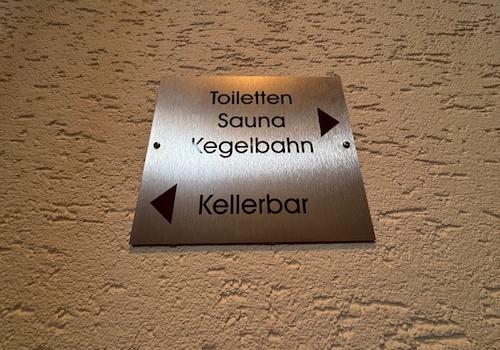 Toiletten
Sauna
Kegelbahn
Kellerbar